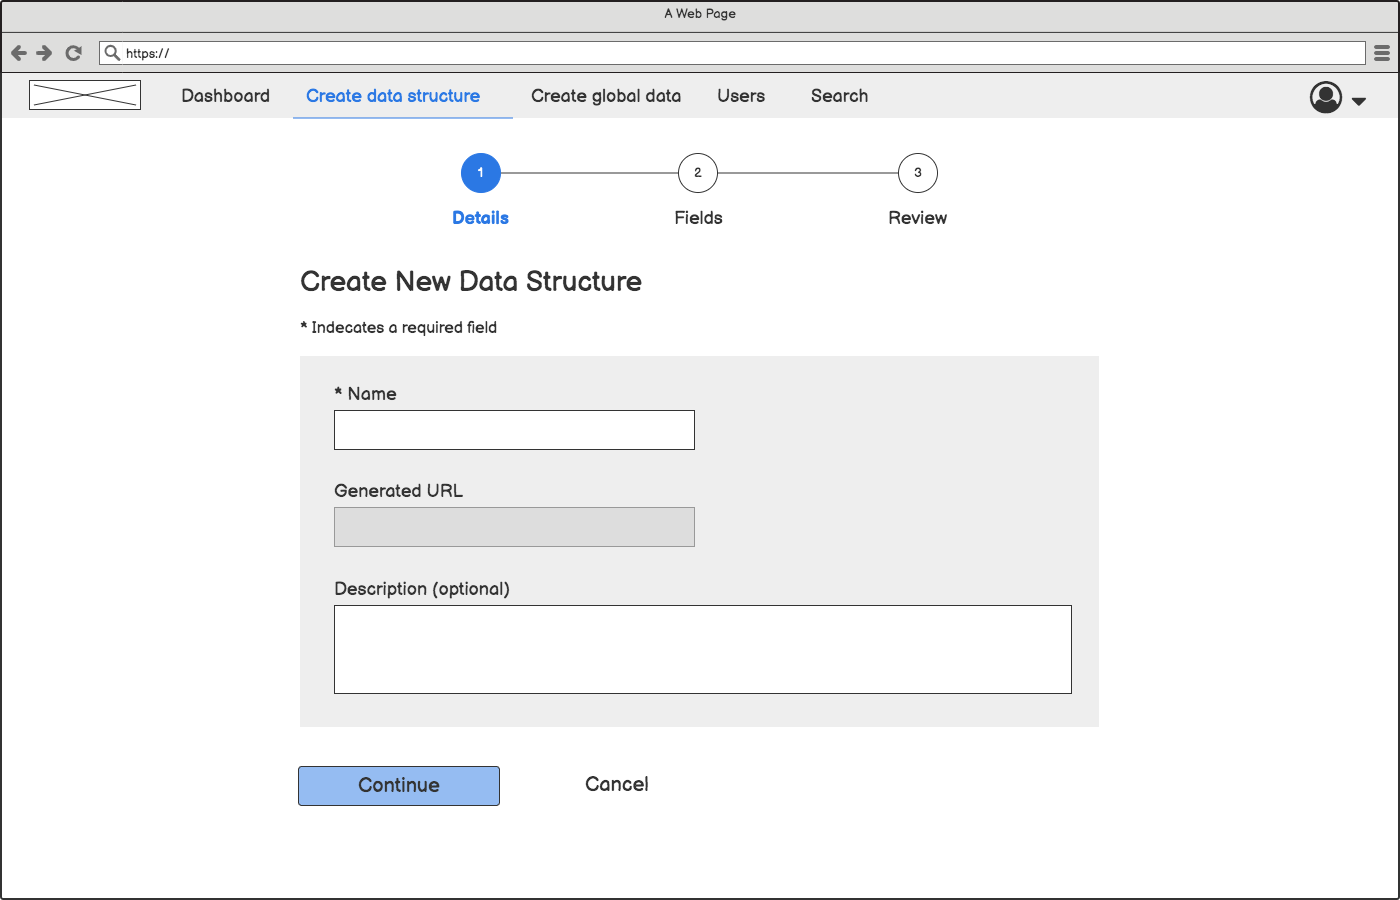 A Web Page
https://
Dashboard Create data structure Create global data Users Search
1 2 3
Details Fields Review
Create New Data Structure
* Indecates a required field
* Name
Generated URL
Description (optional)
Continue Cancel